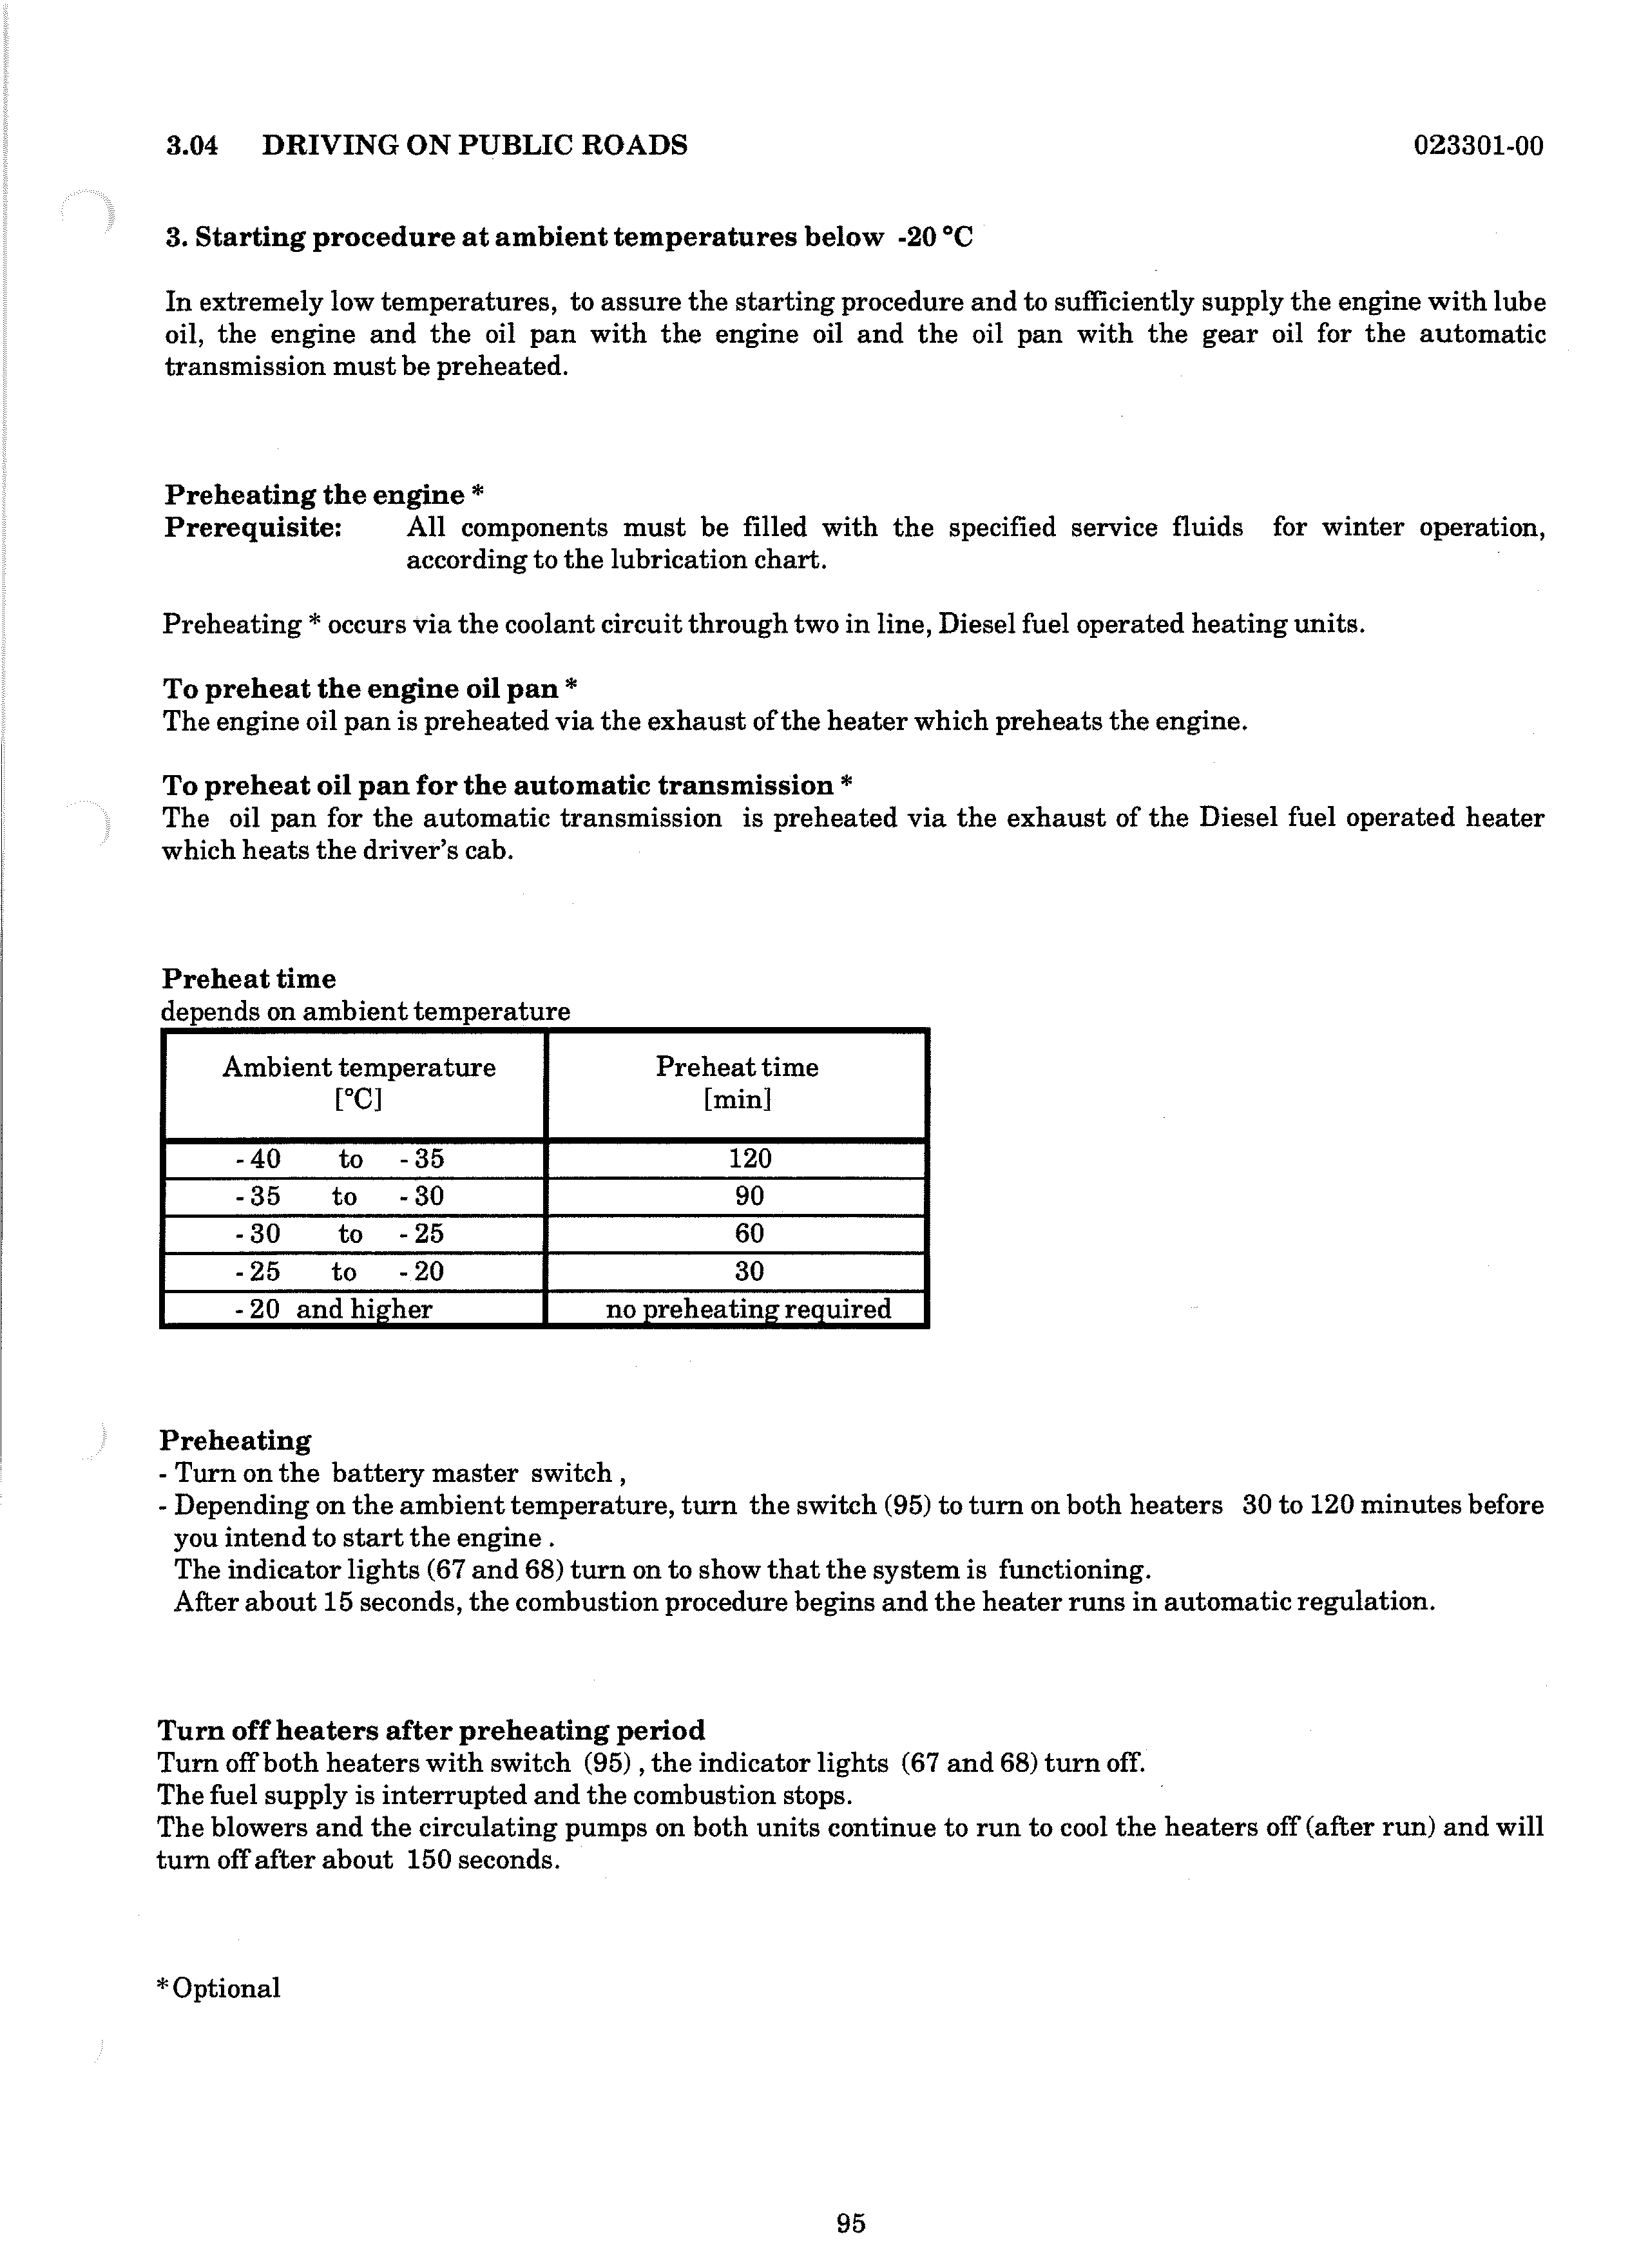 3.04 DRIVING ON PUBLIC ROADS 023301-00
3. Starting procedure at ambient temperatures below -20 °C
In extremely low temperatures, to assure the starting procedure and to sufficiently supply the engine with lube
oil, the engine and the oil pan with the engine oil and the oil pan with the gear oil for the automatic
transmission must be preheated.
Preheating the engine *
Prerequisite: All components must be filled with the specified service fluids for winter operation,
according to the lubrication chart.
Preheating * occurs via the coolant circuit through two in line, Diesel fuel operated heating units.
To preheat the engine oil pan *
The engine oil pan is preheated via the exhaust of the heater which preheats the engine.
To preheat oil pan for the automatic transmission *
The oil pan for the automatic transmission is preheated via the exhaust of the Diesel fuel operated heater
which heats the driver's cab.
Preheat time
depends on ambient temperature
Ambient temperature Preheat time
[°C] [min]
- 40 to - 35 120
- 35 to - 30 90
- 30 to - 25 60
- 25 to - 20 30
- 20 and higher no preheating required
Preheating
- Turn on the battery master switch ,
- Depending on the ambient temperature, turn the switch (95) to turn on both heaters 30 to 120 minutes before
you intend to start the engine .
The indicator lights (67 and 68) turn on to show that the system is functioning.
After about 15 seconds, the combustion procedure begins and the heater runs in automatic regulation.
Turn off heaters after preheating period
Turn off both heaters with switch (95) , the indicator lights (67 and 68) turn off.
The fuel supply is interrupted and the combustion stops.
The blowers and the circulating pumps on both units continue to run to cool the heaters off (after run) and will
turn off after about 150 seconds.
* Optional
95